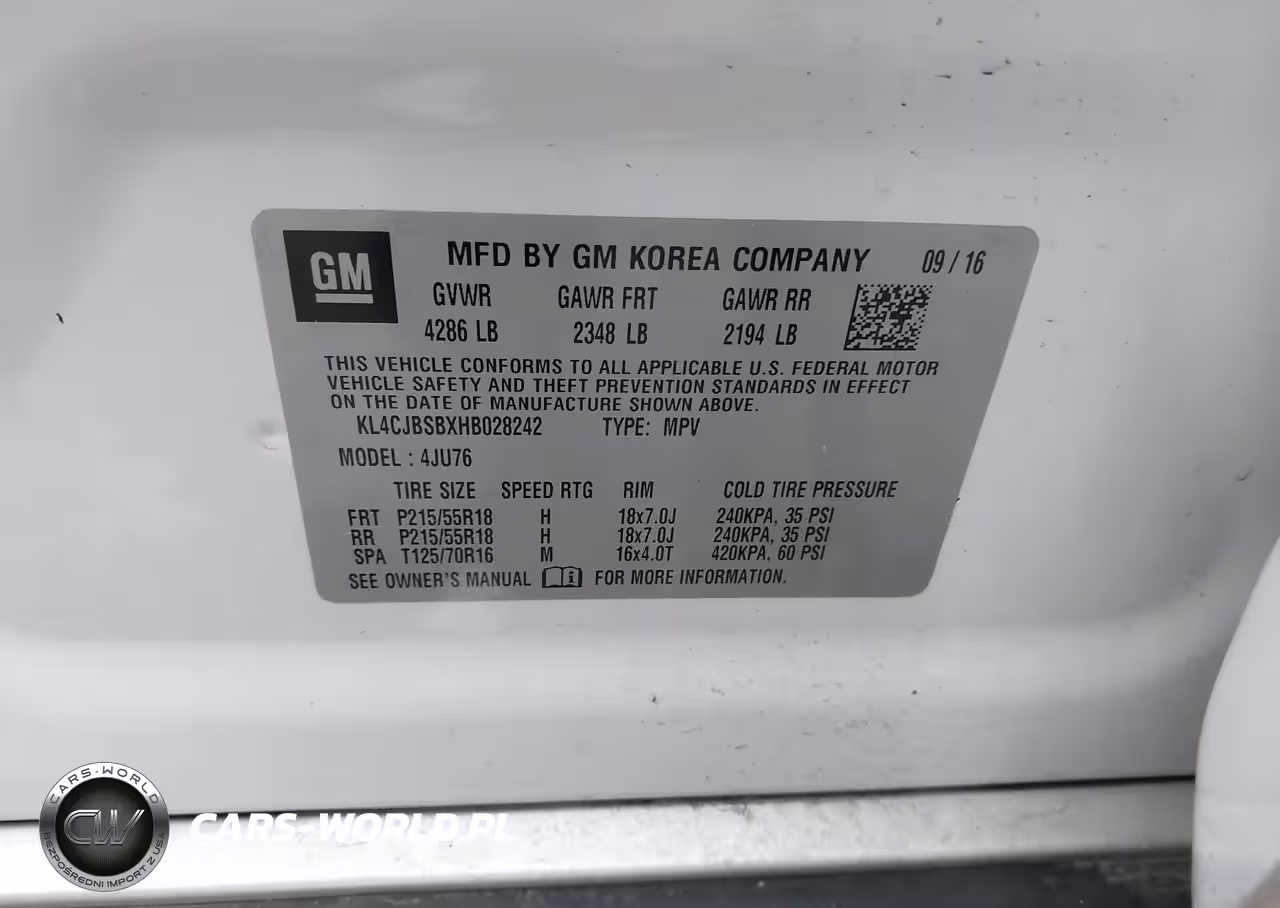 GM
MFD BY GM KOREA COMPANY 09 / 16
GVWR GAWR FRT GAWR RR
4286 LB 2348 LB 2194 LB
THIS VEHICLE CONFORMS TO ALL APPLICABLE U.S. FEDERAL MOTOR
VEHICLE SAFETY AND THEFT PREVENTION STANDARDS IN EFFECT
ON THE DATE OF MANUFACTURE SHOWN ABOVE.
KL4CJBSBXHB028242 TYPE: MPV
MODEL : 4JU76
TIRE SIZE SPEED RTG RIM COLD TIRE PRESSURE
FRT P215/55R18 H 18x7.0J 240KPA, 35 PSI
RR P215/55R18 H 18x7.0J 240KPA, 35 PSI
SPA T125/70R16 M 16x4.0T 420KPA, 60 PSI
SEE OWNER'S MANUAL FOR MORE INFORMATION.
CARS-WORLD
CW
BEZPOŚREDNI IMPORT Z USA
CARS-WORLD.PL